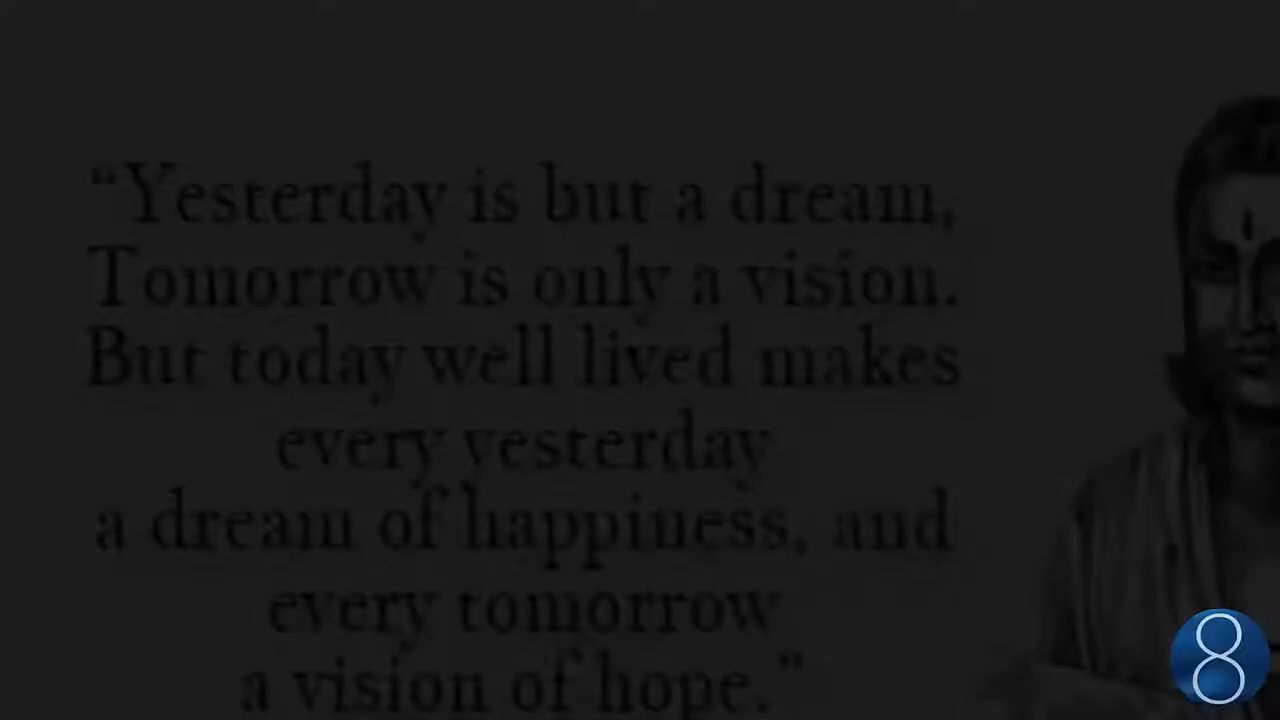 “Yesterday is but a dream,
Tomorrow is only a vision.
But today well lived makes
every yesterday
a dream of happiness, and
every tomorrow
a vision of hope.”
8